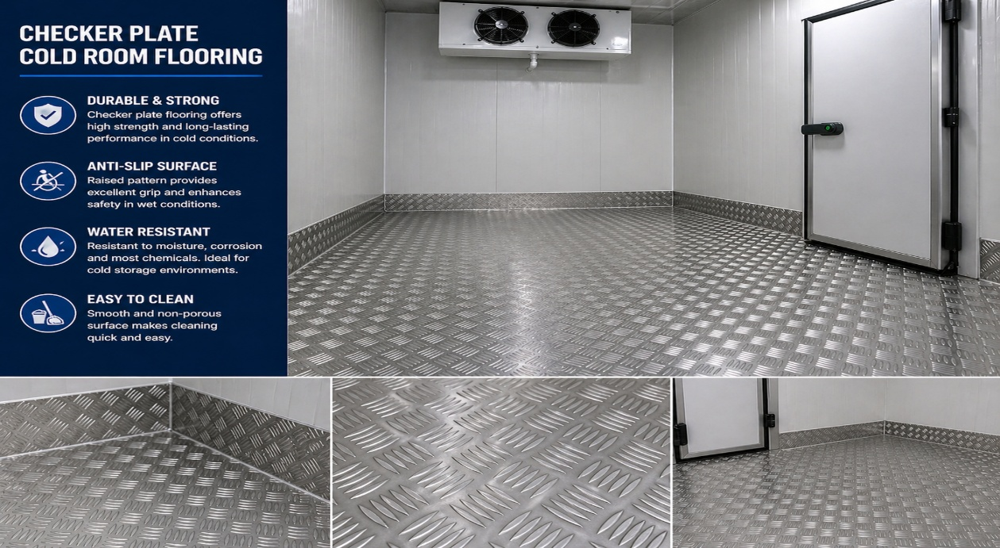 CHECKER PLATE
COLD ROOM FLOORING
DURABLE & STRONG
Checker plate flooring offers
high strength and long-lasting
performance in cold conditions.
ANTI-SLIP SURFACE
Raised pattern provides
excellent grip and enhances
safety in wet conditions.
WATER RESISTANT
Resistant to moisture, corrosion
and most chemicals. Ideal for
cold storage environments.
EASY TO CLEAN
Smooth and non-porous
surface makes cleaning
quick and easy.